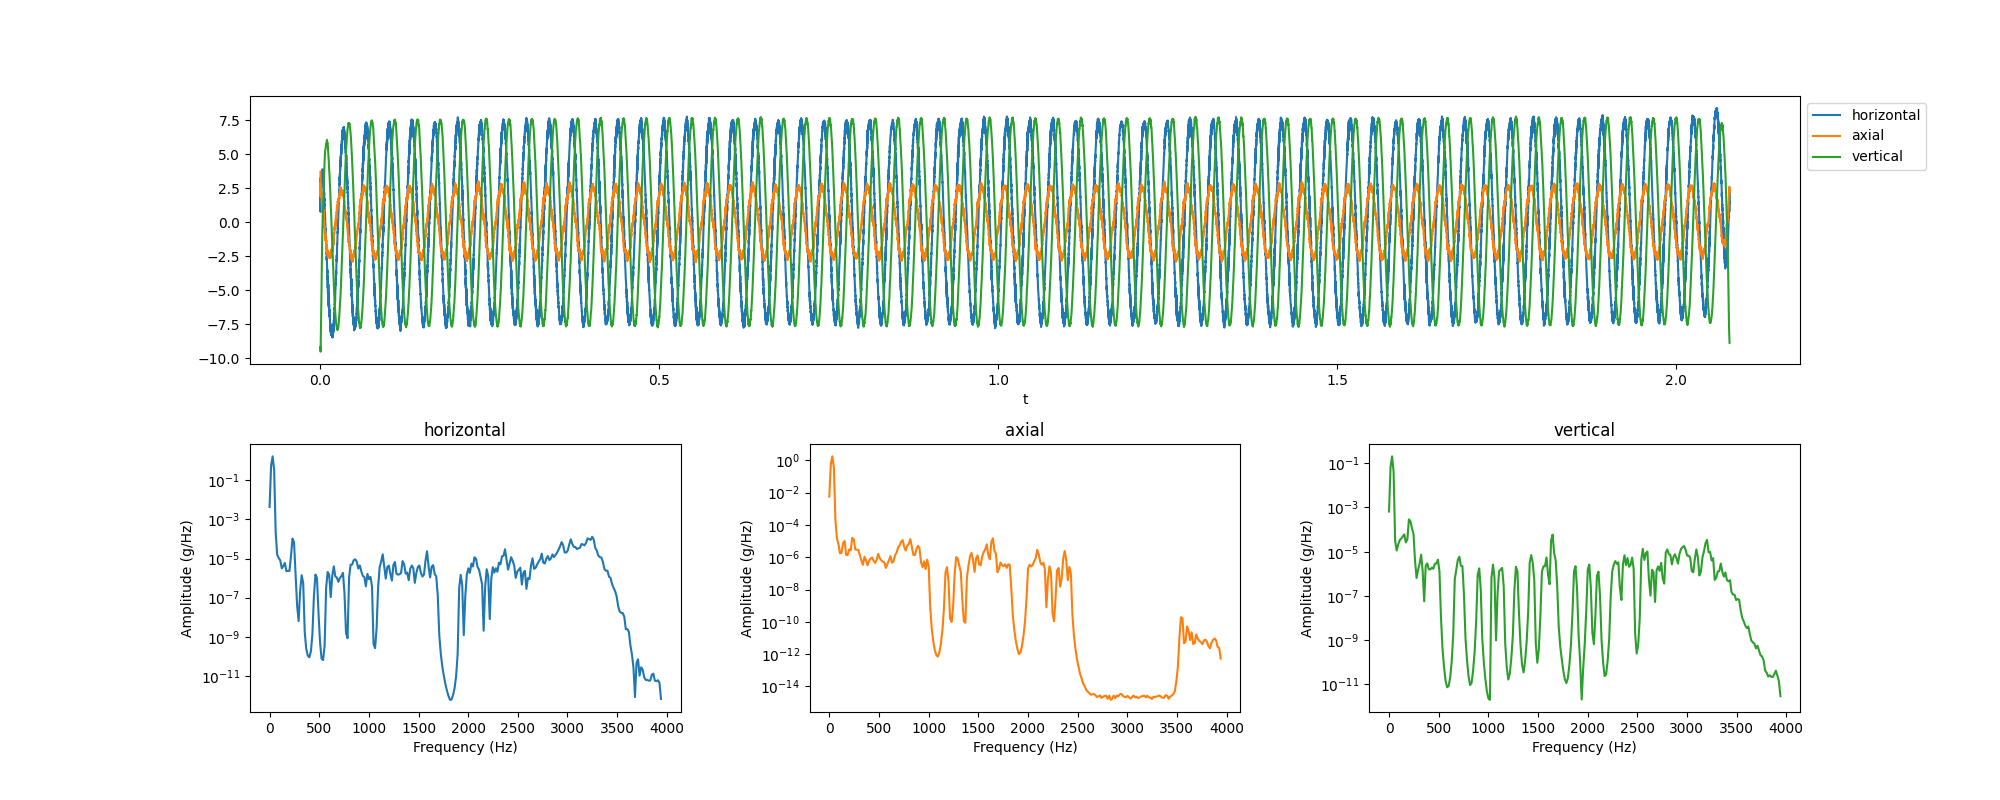 7.5
5.0
2.5
0.0
−2.5
−5.0
−7.5
−10.0
0.0 0.5 1.0 1.5 2.0
t
horizontal
axial
vertical
horizontal
Amplitude (g/Hz)
10⁻¹
10⁻³
10⁻⁵
10⁻⁷
10⁻⁹
10⁻¹¹
0 500 1000 1500 2000 2500 3000 3500 4000
Frequency (Hz)
axial
Amplitude (g/Hz)
10⁰
10⁻²
10⁻⁴
10⁻⁶
10⁻⁸
10⁻¹⁰
10⁻¹²
10⁻¹⁴
0 500 1000 1500 2000 2500 3000 3500 4000
Frequency (Hz)
vertical
Amplitude (g/Hz)
10⁻¹
10⁻³
10⁻⁵
10⁻⁷
10⁻⁹
10⁻¹¹
0 500 1000 1500 2000 2500 3000 3500 4000
Frequency (Hz)